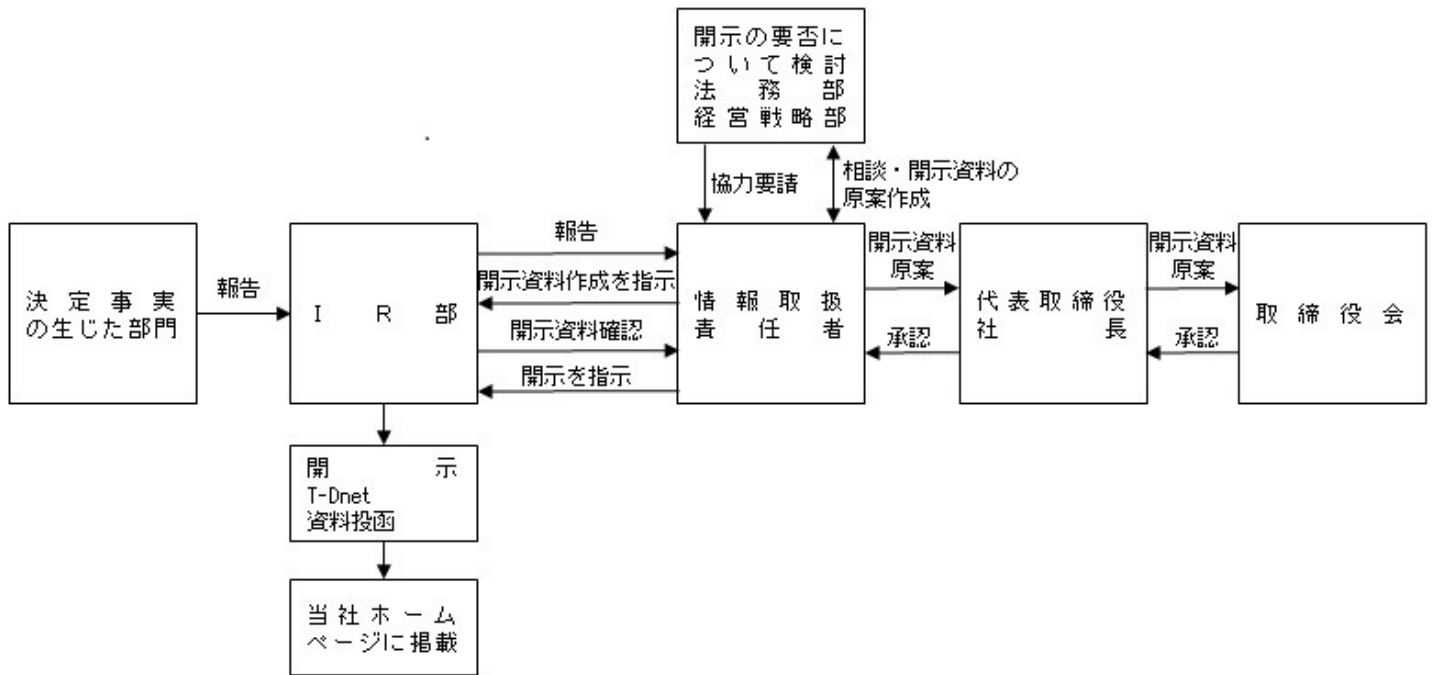 開示の要否に
ついて検討
法務部
経営戦略部
協力要請
相談・開示資料の
原案作成
決定事実
の生じた部門
報告
IR部
報告
開示資料作成を指示
開示資料確認
開示を指示
情報取扱
責任者
開示資料
原案
承認
代表取締役
社長
開示資料
原案
承認
取締役会
開示
T-Dnet
資料投函
当社ホーム
ページに掲載